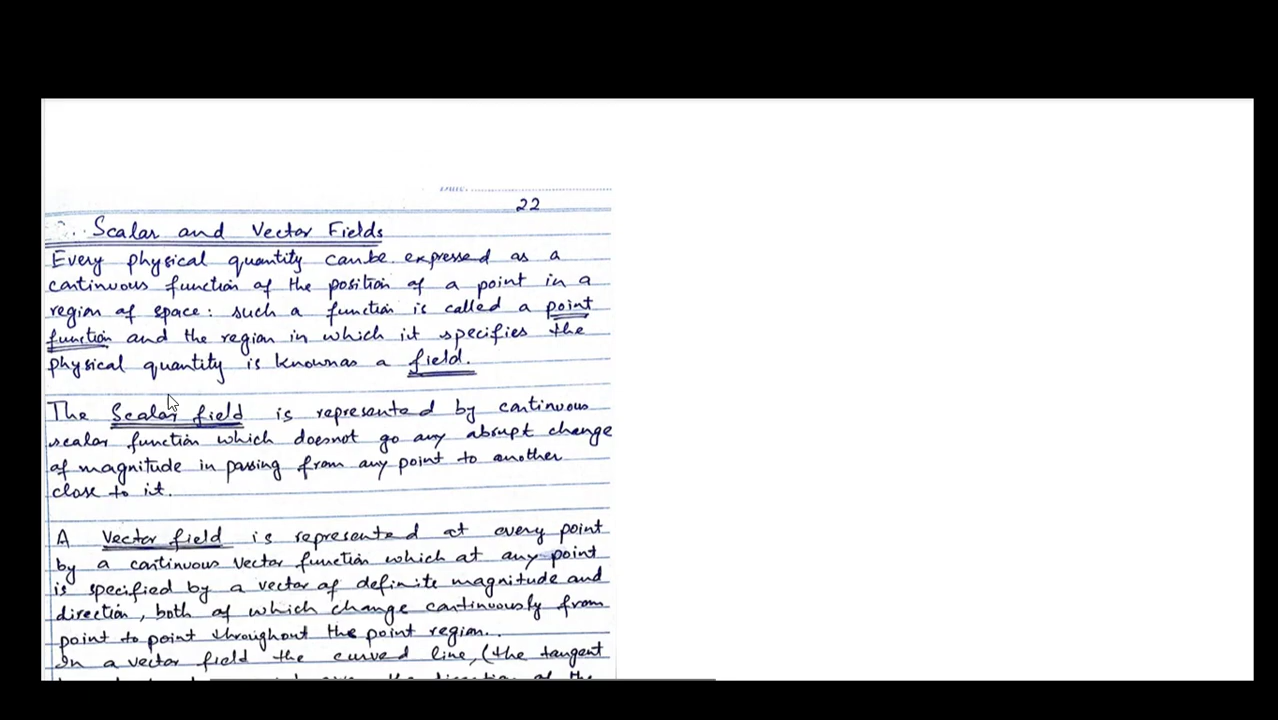 22
Scalar and Vector Fields
Every physical quantity can be expressed as a
continuous function of the position of a point in a
region of space: such a function is called a point
function and the region in which it specifies the
physical quantity is known as a field.
The Scalar field is represented by continuous
scalar function which doesnot go any abrupt change
of magnitude in passing from any point to another
close to it.
A Vector field is represented at every point
by a continuous vector function which at any point
is specified by a vector of definite magnitude and
direction, both of which change continuously from
point to point throughout the point region.
In a vector field the curved line, (the tangent
the direction of the